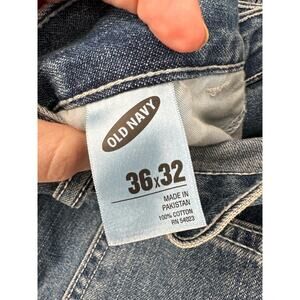 OLD NAVY
36x32
MADE IN
PAKISTAN
100% COTTON
RN 54023